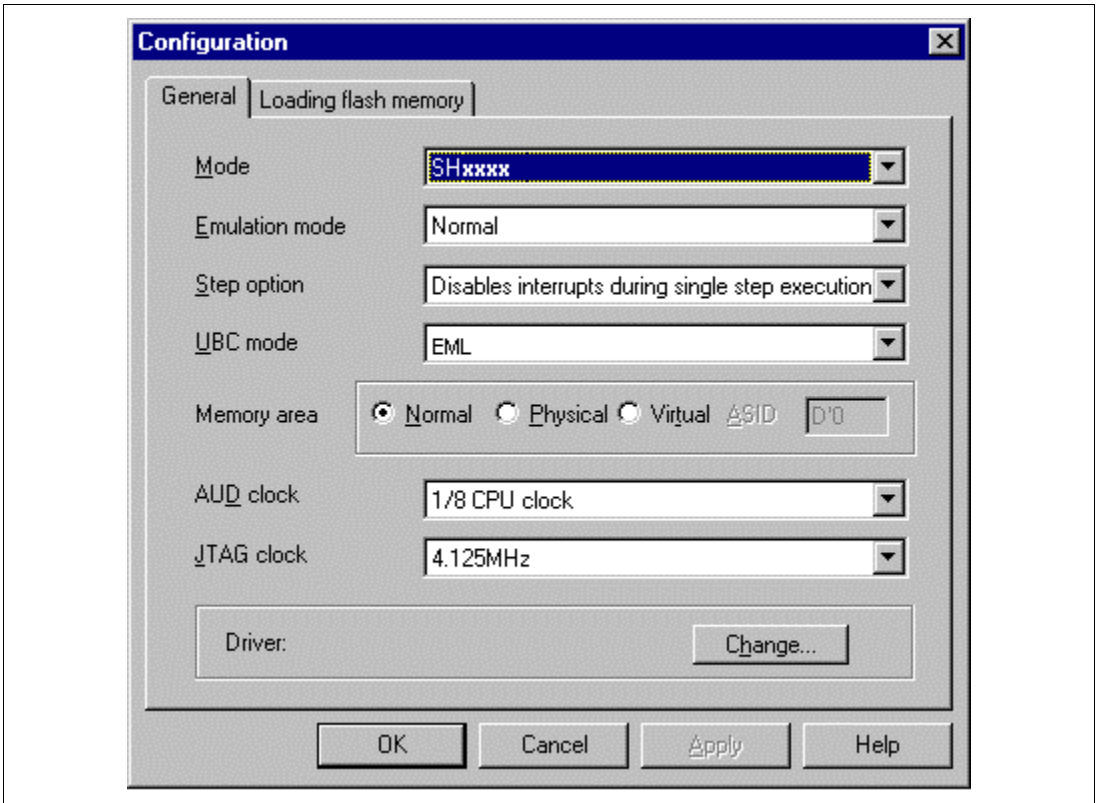 Configuration
General Loading flash memory
Mode SHxxxx
Emulation mode Normal
Step option Disables interrupts during single step execution
UBC mode EML
Memory area Normal Physical Virtual ASID D'0
AUD clock 1/8 CPU clock
JTAG clock 4.125MHz
Driver: Change...
OK Cancel Apply Help